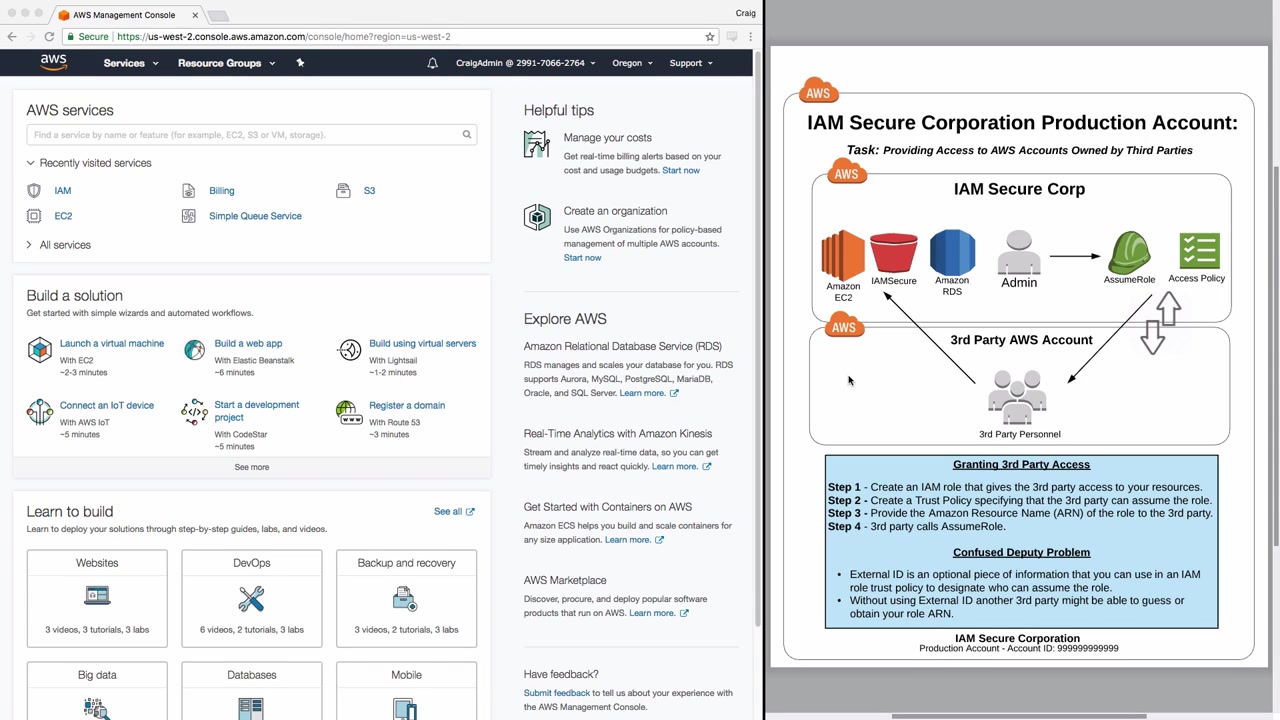 AWS Management Console
Craig
Secure
https://us-west-2.console.aws.amazon.com/console/home?region=us-west-2
aws
Services
Resource Groups
CraigAdmin @ 2991-7066-2764
Oregon
Support
AWS services
Find a service by name or feature (for example, EC2, S3 or VM, storage).
Recently visited services
IAM
Billing
S3
EC2
Simple Queue Service
All services
Build a solution
Get started with simple wizards and automated workflows.
Launch a virtual machine
With EC2
~2-3 minutes
Build a web app
With Elastic Beanstalk
~6 minutes
Build using virtual servers
With Lightsail
~1-2 minutes
Connect an IoT device
With AWS IoT
~5 minutes
Start a development
project
With CodeStar
~5 minutes
Register a domain
With Route 53
~3 minutes
See more
Learn to build
See all
Learn to deploy your solutions through step-by-step guides, labs, and videos.
Websites
3 videos, 3 tutorials, 3 labs
DevOps
6 videos, 2 tutorials, 3 labs
Backup and recovery
3 videos, 2 tutorials, 3 labs
Big data
Databases
Mobile
Helpful tips
Manage your costs
Get real-time billing alerts based on your
cost and usage budgets. Start now
Create an organization
Use AWS Organizations for policy-based
management of multiple AWS accounts.
Start now
Explore AWS
Amazon Relational Database Service (RDS)
RDS manages and scales your database for you. RDS
supports Aurora, MySQL, PostgreSQL, MariaDB,
Oracle, and SQL Server. Learn more.
Real-Time Analytics with Amazon Kinesis
Stream and analyze real-time data, so you can get
timely insights and react quickly. Learn more.
Get Started with Containers on AWS
Amazon ECS helps you build and scale containers for
any size application. Learn more.
AWS Marketplace
Discover, procure, and deploy popular software
products that run on AWS. Learn more.
Have feedback?
Submit feedback to tell us about your experience with
the AWS Management Console.
AWS
IAM Secure Corporation Production Account:
Task: Providing Access to AWS Accounts Owned by Third Parties
AWS
IAM Secure Corp
Amazon
EC2
IAMSecure
Amazon
RDS
Admin
AssumeRole
Access Policy
AWS
3rd Party AWS Account
3rd Party Personnel
Granting 3rd Party Access
Step 1 - Create an IAM role that gives the 3rd party access to your resources.
Step 2 - Create a Trust Policy specifying that the 3rd party can assume the role.
Step 3 - Provide the Amazon Resource Name (ARN) of the role to the 3rd party.
Step 4 - 3rd party calls AssumeRole.
Confused Deputy Problem
• External ID is an optional piece of information that you can use in an IAM
role trust policy to designate who can assume the role.
• Without using External ID another 3rd party might be able to guess or
obtain your role ARN.
IAM Secure Corporation
Production Account - Account ID: 999999999999